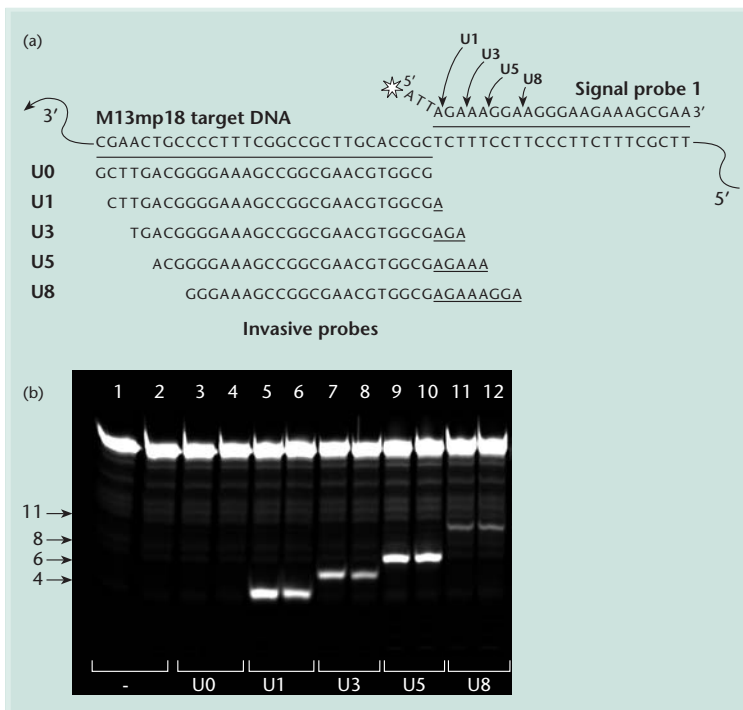 (a)
U1
U3
U5
U8
5′
ATT
Signal probe 1
AGAAAGGAAGGGAAGAAAGCGAA 3′
3′
M13mp18 target DNA
CGAACTGCCCCTTTCGGCCGCTTGCACCGCTCTTTCCTTCCCTTCTTTCGCTT
5′
U0 GCTTGACGGGGAAAGCCGGCGAACGTGGCG
U1 CTTGACGGGGAAAGCCGGCGAACGTGGCGA
U3 TGACGGGGAAAGCCGGCGAACGTGGCGAGA
U5 ACGGGGAAAGCCGGCGAACGTGGCGAGAAA
U8 GGGAAAGCCGGCGAACGTGGCGAGAAAGGA
Invasive probes
(b)
1 2 3 4 5 6 7 8 9 10 11 12
11
8
6
4
- U0 U1 U3 U5 U8